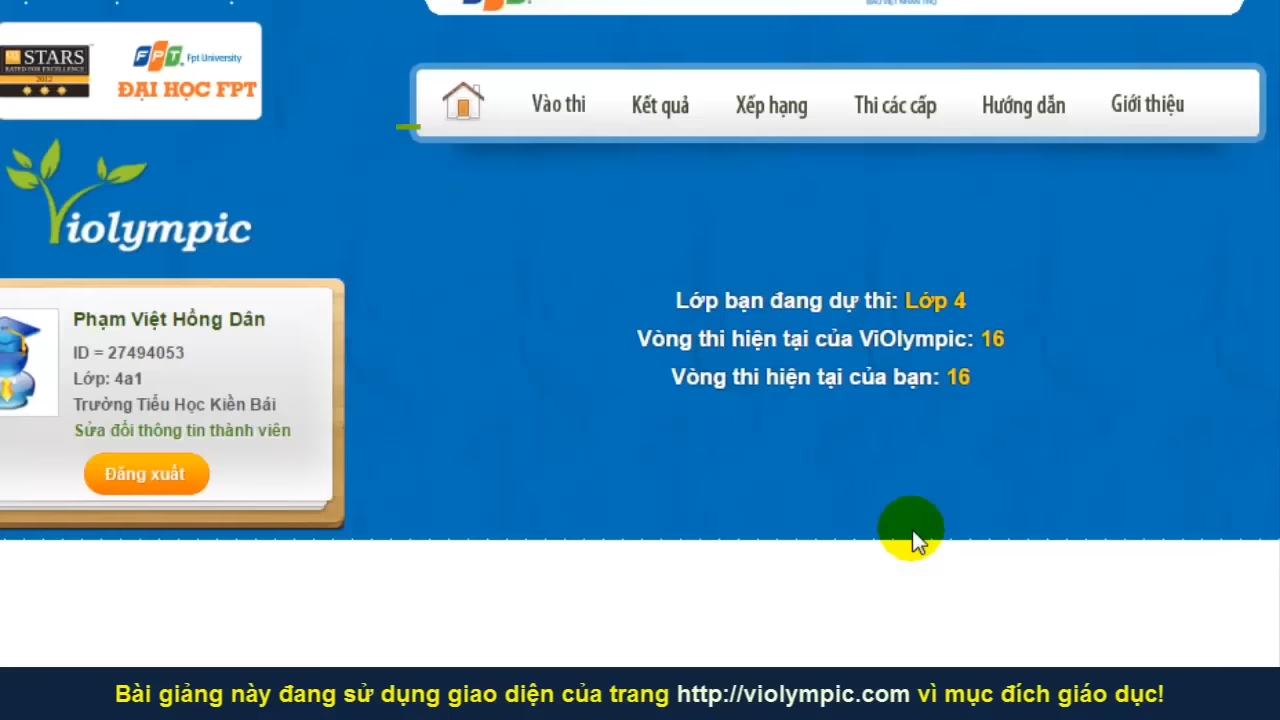 STARS
RATED FOR EXCELLENCE
2012
FPT Fpt University
ĐẠI HỌC FPT
Vào thi Kết quả Xếp hạng Thi các cấp Hướng dẫn Giới thiệu
Violympic
Phạm Việt Hồng Dân
ID = 27494053
Lớp: 4a1
Trường Tiểu Học Kiền Bái
Sửa đổi thông tin thành viên
Đăng xuất
Lớp bạn đang dự thi: Lớp 4
Vòng thi hiện tại của ViOlympic: 16
Vòng thi hiện tại của bạn: 16
Bài giảng này đang sử dụng giao diện của trang http://violympic.com vì mục đích giáo dục!